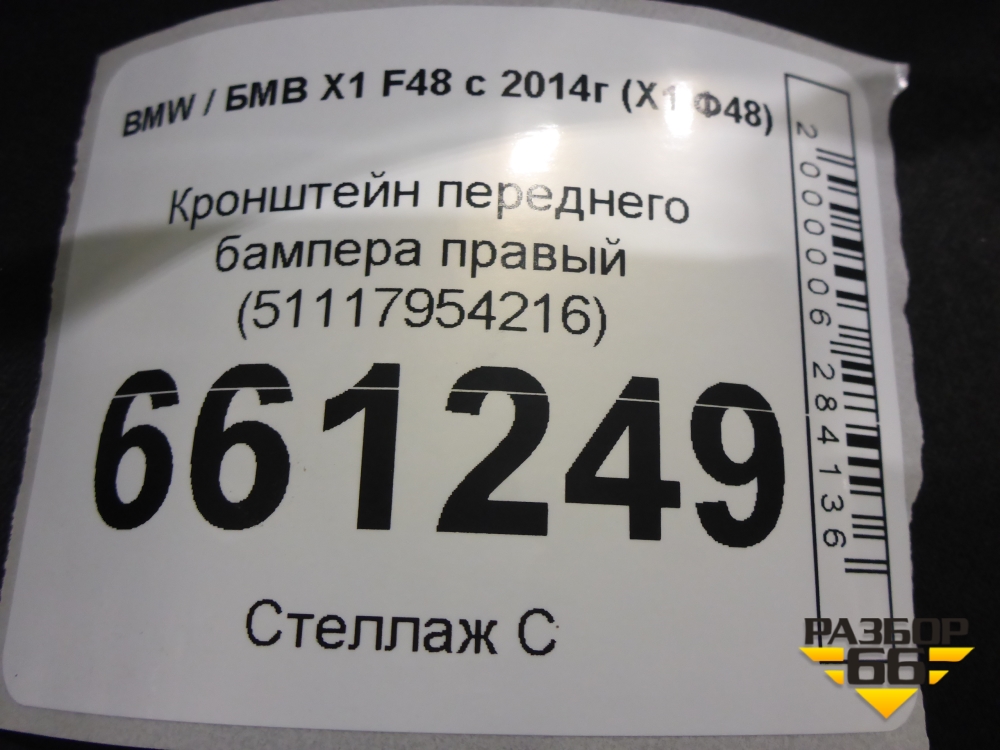 BMW / БМВ X1 F48 с 2014г (X1 Ф48)
Кронштейн переднего
бампера правый
(51117954216)
661249
Стеллаж С
2000006284136
РАЗБОР
66